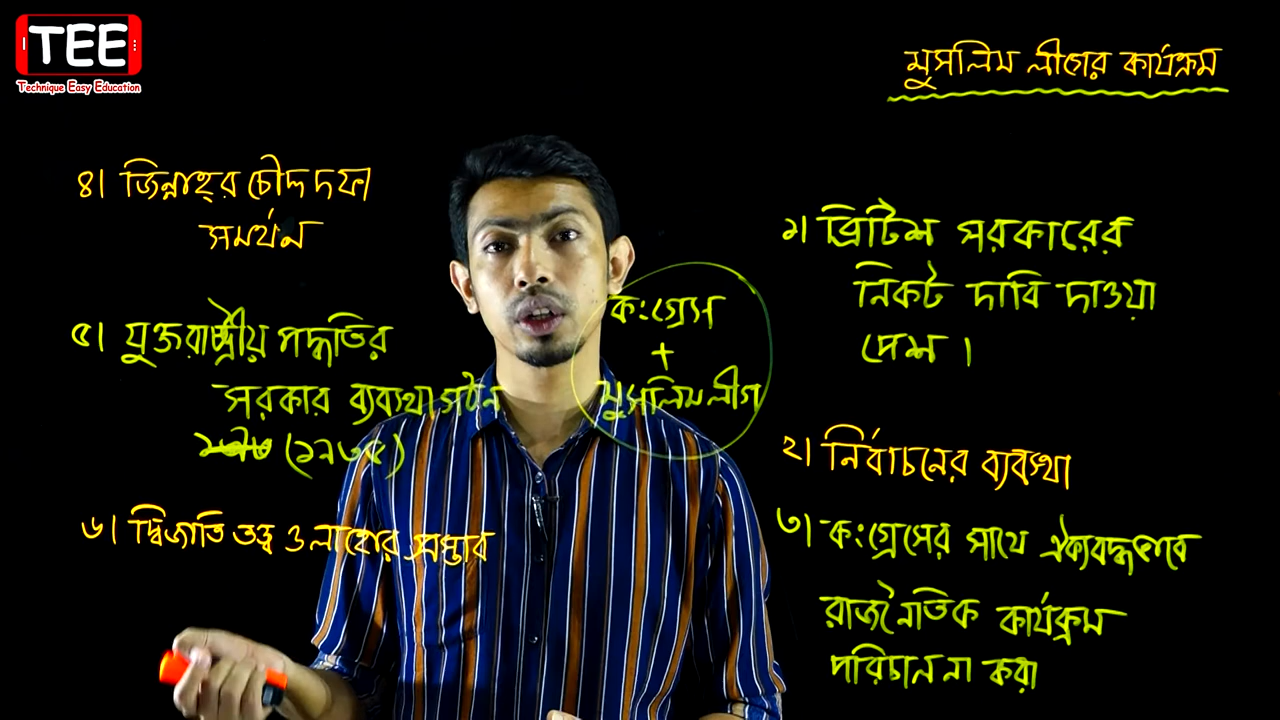 TEE
Technique Easy Education
মুসলিম লীগের কার্যক্রম
১। ব্রিটিশ সরকারের
নিকট দাবি দাওয়া
পেশ।
২। নির্বাচনের ব্যবস্থা
৩। কংগ্রেসের সাথে ঐক্যবদ্ধভাবে
রাজনৈতিক কার্যক্রম
পরিচালনা করা
কংগ্রেস
+
মুসলিম লীগ
৪। জিন্নাহ্‌র চৌদ্দ দফা
সমর্থন
৫। যুক্তরাষ্ট্রীয় পদ্ধতির
সরকার ব্যবস্থা গঠন
(১৯৩৫)
৬। দ্বিজাতি তত্ত্ব ও লাহোর প্রস্তাব